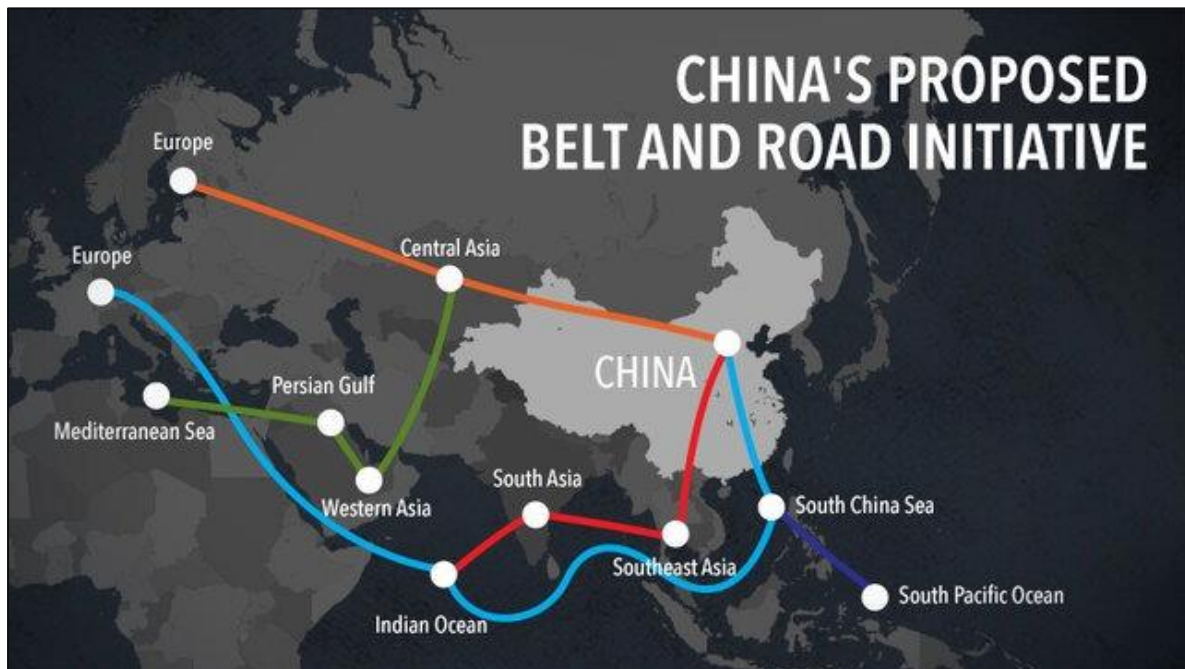 CHINA'S PROPOSED
BELT AND ROAD INITIATIVE
Europe
Europe
Central Asia
CHINA
Persian Gulf
Mediterranean Sea
South Asia
Western Asia
South China Sea
Southeast Asia
South Pacific Ocean
Indian Ocean